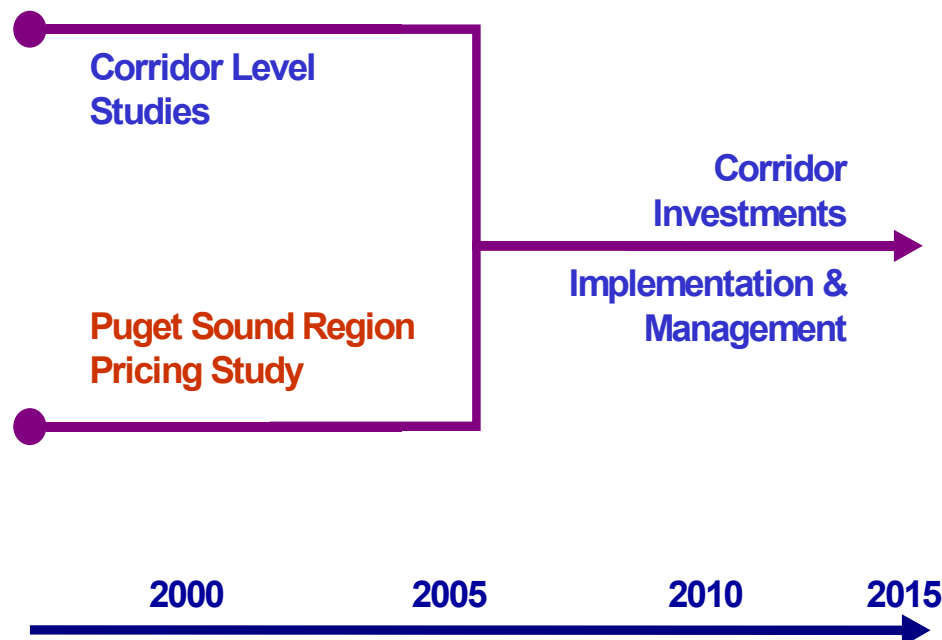 Corridor Level
Studies
Corridor
Investments
Implementation &
Management
Puget Sound Region
Pricing Study
2000 2005 2010 2015